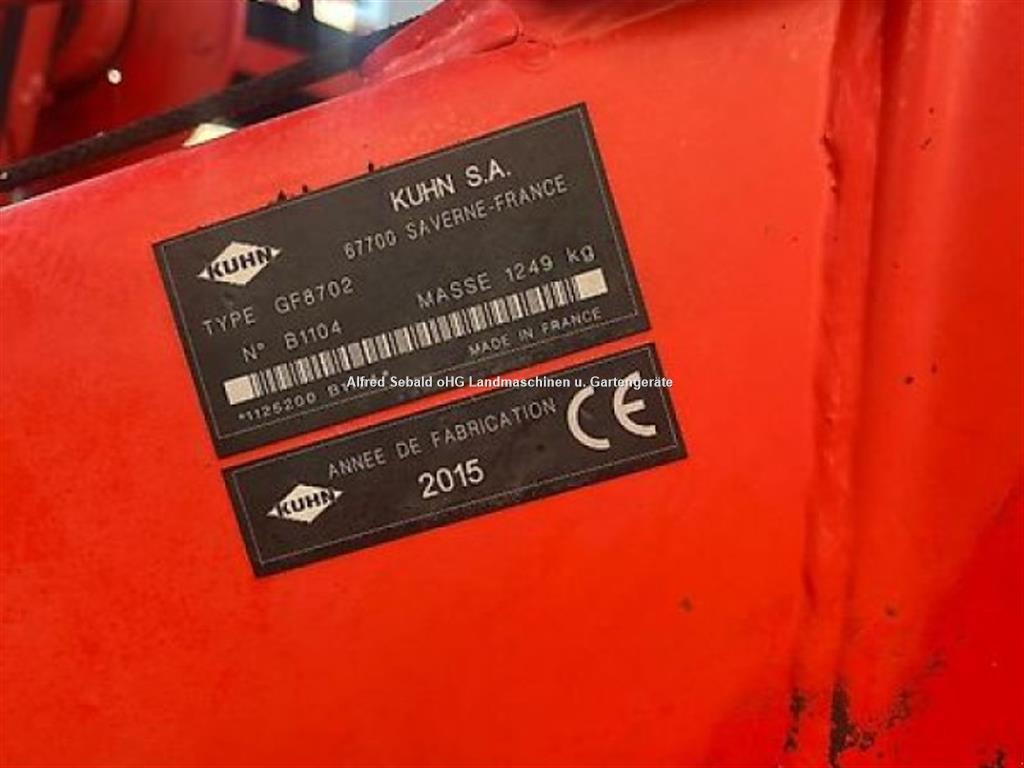 KUHN S.A.
67700 SAVERNE-FRANCE
KUHN
TYPE GF8702
MASSE 1249 kg
N° B1104
MADE IN FRANCE
*1125200
Alfred Sebald oHG Landmaschinen u. Gartengeräte
ANNEE DE FABRICATION
CE
KUHN
2015